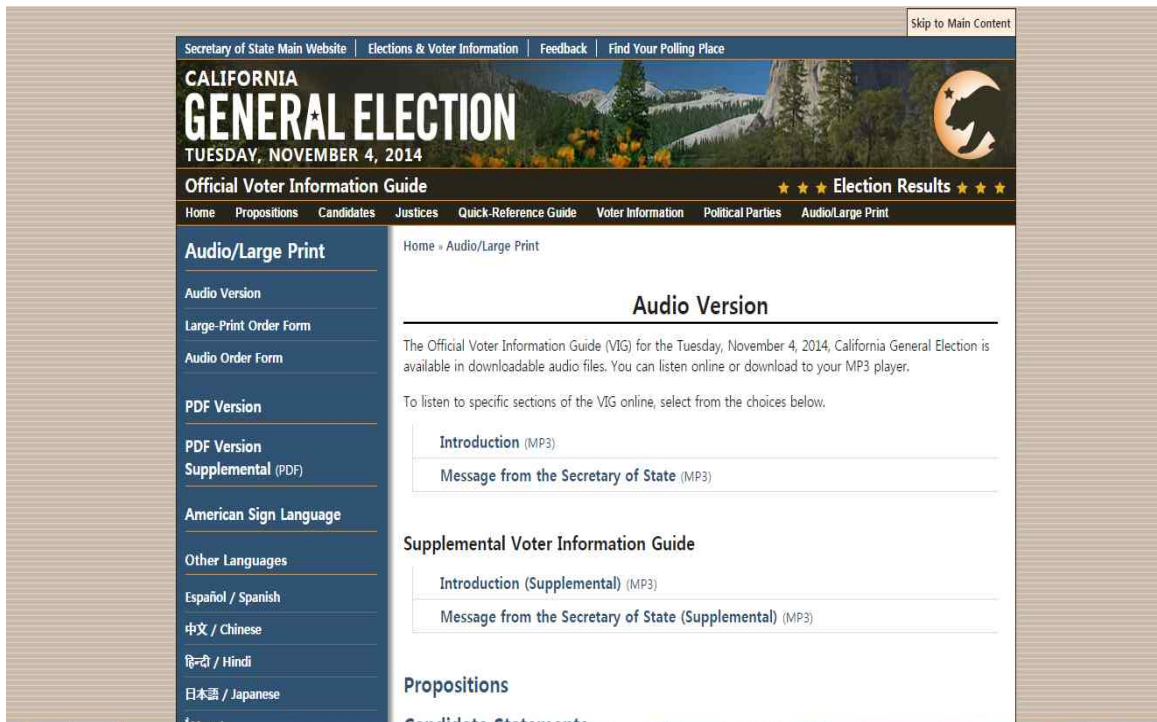 Skip to Main Content
Secretary of State Main Website | Elections & Voter Information | Feedback | Find Your Polling Place
CALIFORNIA
GENERAL ELECTION
TUESDAY, NOVEMBER 4, 2014
Official Voter Information Guide
★ ★ ★ Election Results ★ ★ ★
Home Propositions Candidates Justices Quick-Reference Guide Voter Information Political Parties Audio/Large Print
Audio/Large Print
Audio Version
Large-Print Order Form
Audio Order Form
PDF Version
PDF Version
Supplemental (PDF)
American Sign Language
Other Languages
Español / Spanish
中文 / Chinese
हिन्दी / Hindi
日本語 / Japanese
Home » Audio/Large Print
Audio Version
The Official Voter Information Guide (VIG) for the Tuesday, November 4, 2014, California General Election is
available in downloadable audio files. You can listen online or download to your MP3 player.
To listen to specific sections of the VIG online, select from the choices below.
Introduction (MP3)
Message from the Secretary of State (MP3)
Supplemental Voter Information Guide
Introduction (Supplemental) (MP3)
Message from the Secretary of State (Supplemental) (MP3)
Propositions
Candidate Statements